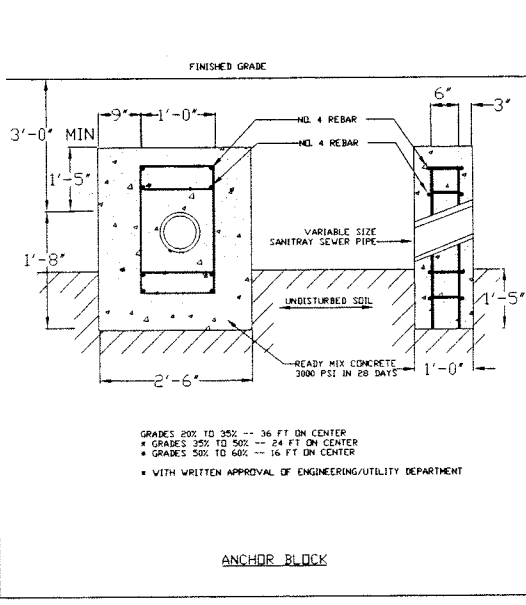 FINISHED GRADE
6"
3"
9"
1'-0"
NO. 4 REBAR
3'-0" MIN
NO. 4 REBAR
1'-5"
VARIABLE SIZE
SANITRAY SEWER PIPE
1'-8"
1'-5"
UNDISTURBED SOIL
READY MIX CONCRETE
3000 PSI IN 28 DAYS
1'-0"
2'-6"
GRADES 20% TO 35% -- 36 FT ON CENTER
* GRADES 35% TO 50% -- 24 FT ON CENTER
* GRADES 50% TO 60% -- 16 FT ON CENTER
* WITH WRITTEN APPROVAL OF ENGINEERING/UTILITY DEPARTMENT
ANCHOR BLOCK